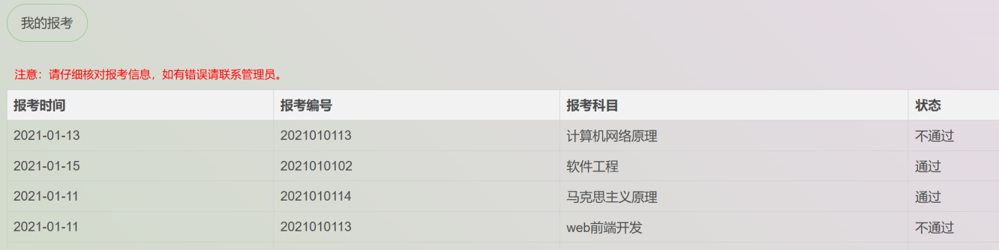 我的报考
注意：请仔细核对报考信息，如有错误请联系管理员。
报考时间 报考编号 报考科目 状态
2021-01-13 2021010113 计算机网络原理 不通过
2021-01-15 2021010102 软件工程 通过
2021-01-11 2021010114 马克思主义原理 通过
2021-01-11 2021010113 web前端开发 不通过